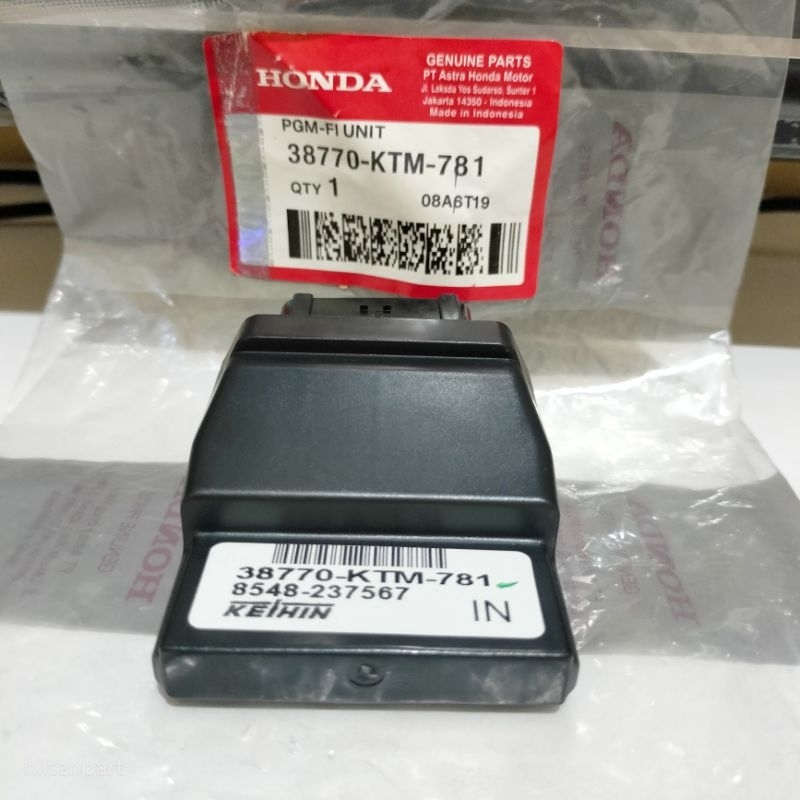 HONDA
GENUINE PARTS
PT Astra Honda Motor
Jl. Laksda Yos Sudarso, Sunter 1
Jakarta 14350 - Indonesia
Made in Indonesia
PGM-FI UNIT
38770-KTM-781
QTY 1
08A6T19
HONDA
38770-KTM-781
8548-237567
KEIHIN
IN
HONDA
HONDA
hiltenpart